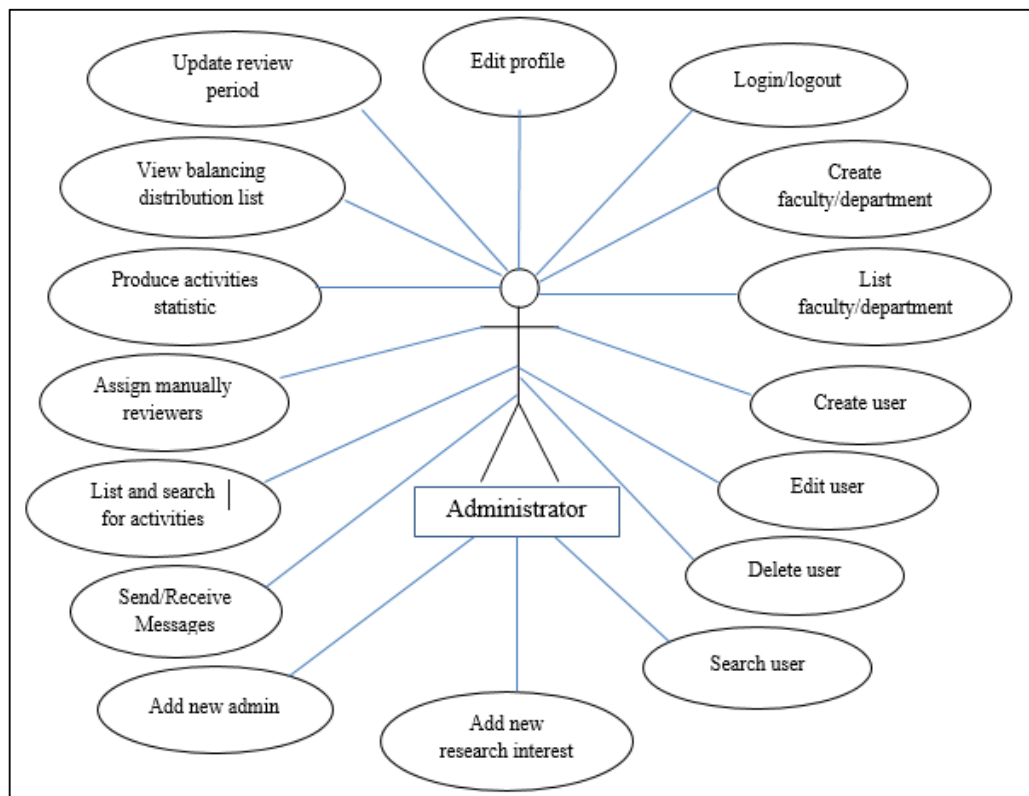 Update review
period
Edit profile
Login/logout
View balancing
distribution list
Create
faculty/department
Produce activities
statistic
List
faculty/department
Assign manually
reviewers
Create user
List and search
for activities
Edit user
Administrator
Delete user
Send/Receive
Messages
Search user
Add new admin
Add new
research interest